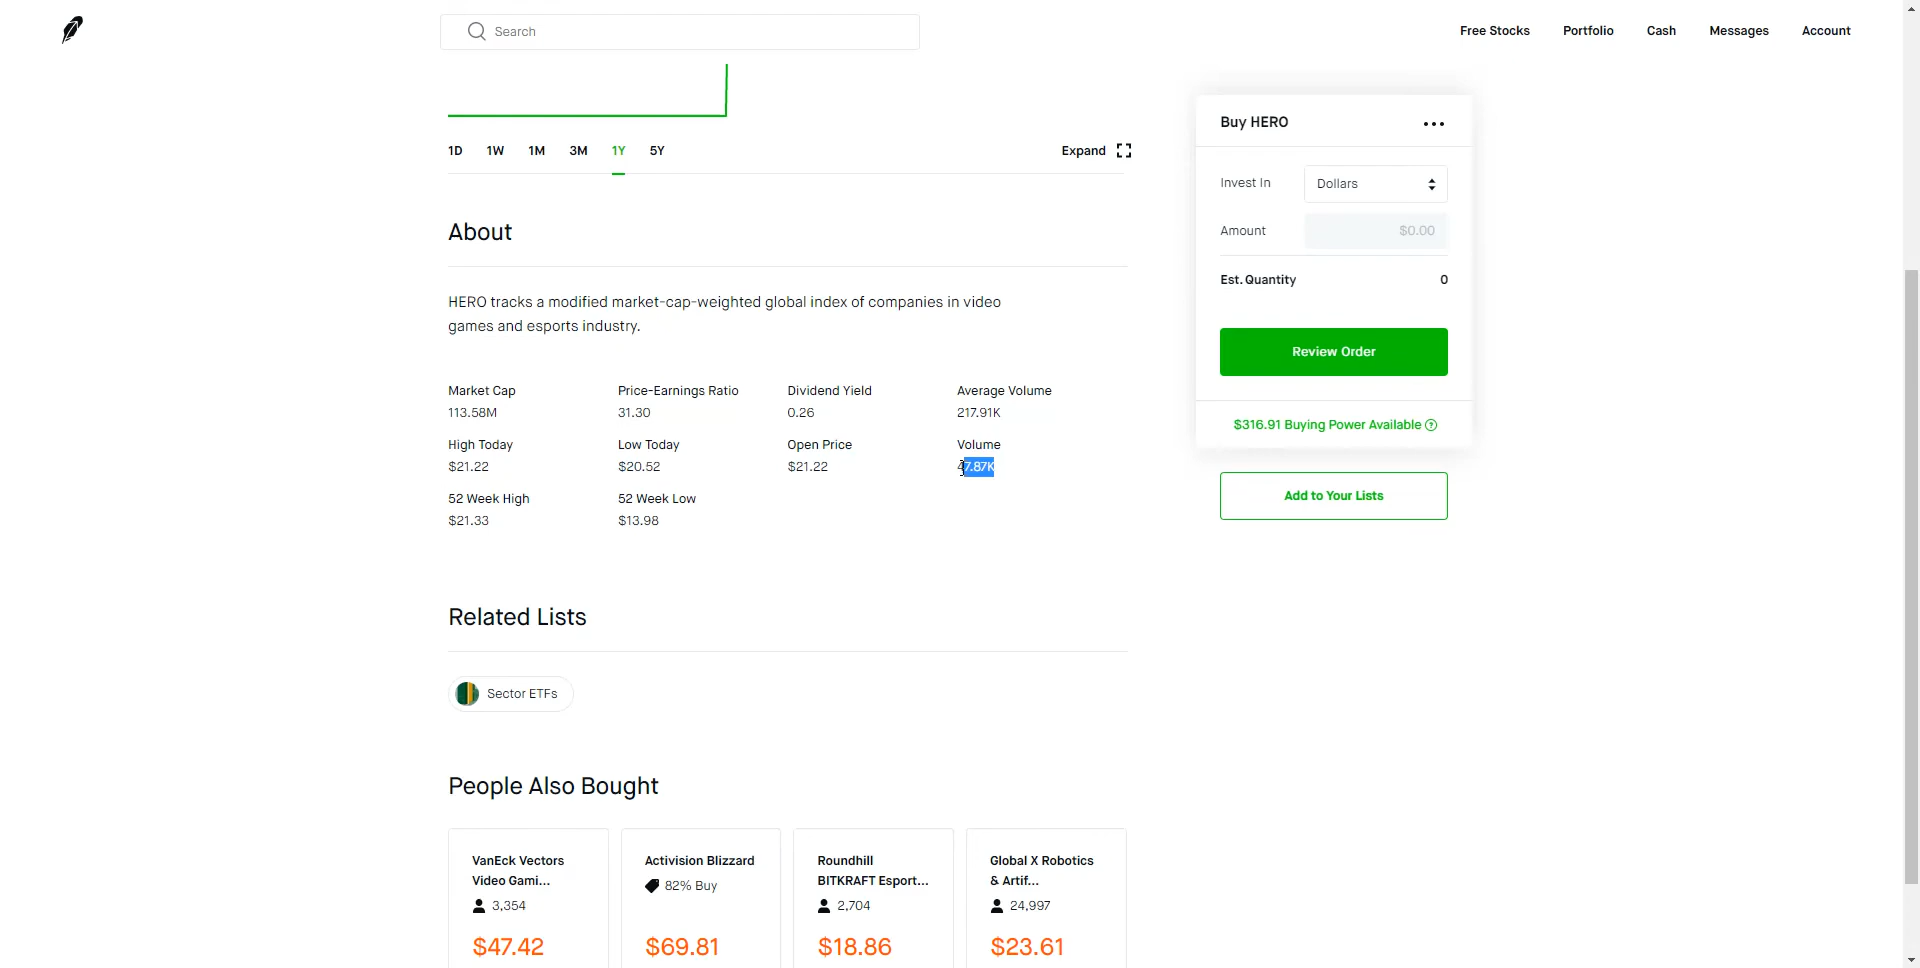 Search
Free Stocks
Portfolio
Cash
Messages
Account
1D
1W
1M
3M
1Y
5Y
Expand
About
HERO tracks a modified market-cap-weighted global index of companies in video
games and esports industry.
Market Cap
113.58M
Price-Earnings Ratio
31.30
Dividend Yield
0.26
Average Volume
217.91K
High Today
$21.22
Low Today
$20.52
Open Price
$21.22
Volume
47.87K
52 Week High
$21.33
52 Week Low
$13.98
Related Lists
Sector ETFs
People Also Bought
VanEck Vectors
Video Gami...
3,354
$47.42
Activision Blizzard
82% Buy
$69.81
Roundhill
BITKRAFT Esport...
2,704
$18.86
Global X Robotics
& Artif...
24,997
$23.61
Buy HERO
Invest In
Dollars
Amount
$0.00
Est. Quantity
0
Review Order
$316.91 Buying Power Available
Add to Your Lists